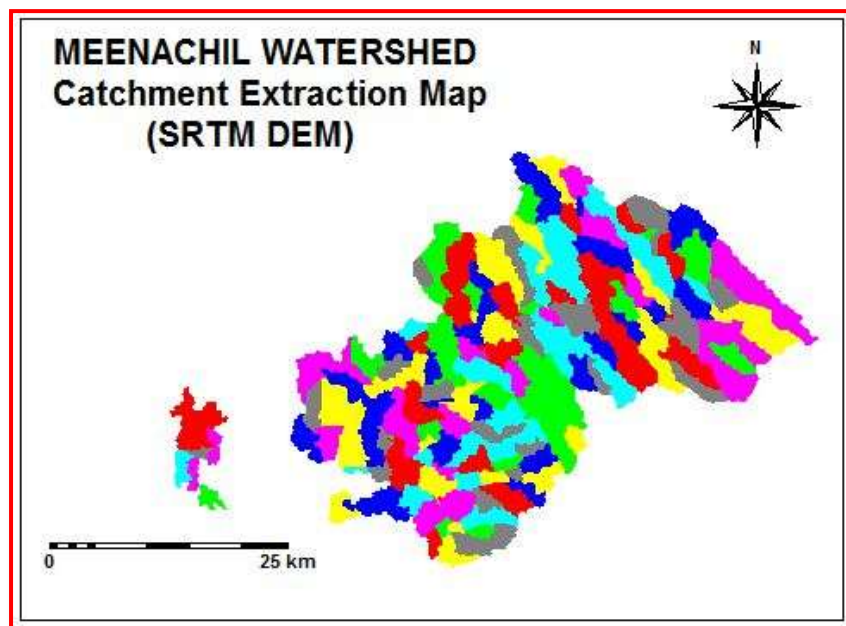 MEENACHIL WATERSHED
Catchment Extraction Map
(SRTM DEM)
N
0 25 km